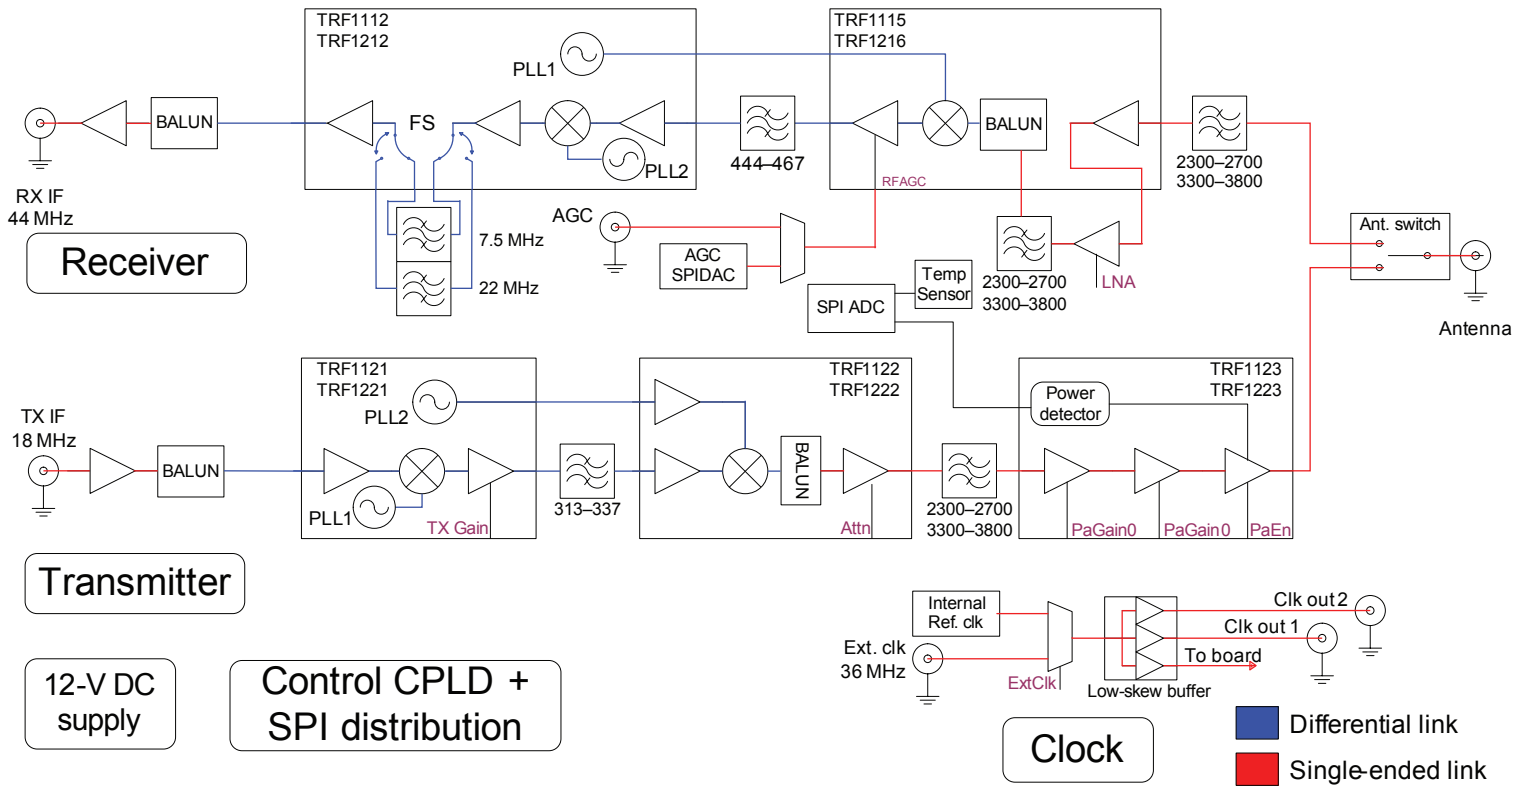 TRF1112
TRF1212
PLL1
TRF1115
TRF1216
BALUN
FS
PLL2
444–467
BALUN
2300–2700
3300–3800
RX IF
44 MHz
RFAGC
Receiver
7.5 MHz
22 MHz
AGC
AGC
SPIDAC
2300–2700
3300–3800
LNA
Temp
Sensor
SPI ADC
Ant. switch
Antenna
TRF1121
TRF1221
PLL2
TRF1122
TRF1222
TRF1123
TRF1223
Power
detector
TX IF
18 MHz
BALUN
PLL1
TX Gain
313–337
BALUN
Attn
2300–2700
3300–3800
PaGain0
PaGain0
PaEn
Transmitter
12-V DC
supply
Control CPLD +
SPI distribution
Internal
Ref. clk
Ext. clk
36 MHz
ExtClk
Clk out 2
Clk out 1
To board
Low-skew buffer
Clock
Differential link
Single-ended link